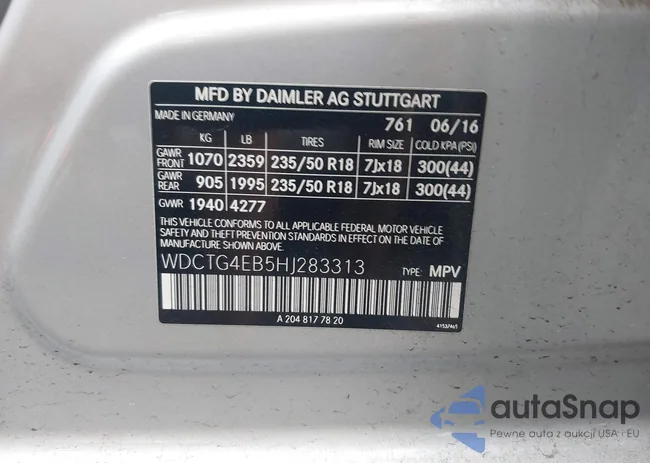 MFD BY DAIMLER AG STUTTGART
MADE IN GERMANY 761 06/16
KG LB TIRES RIM SIZE COLD KPA (PSI)
GAWR FRONT 1070 2359 235/50 R18 7Jx18 300(44)
GAWR REAR 905 1995 235/50 R18 7Jx18 300(44)
GWR 1940 4277
THIS VEHICLE CONFORMS TO ALL APPLICABLE FEDERAL MOTOR VEHICLE
SAFETY AND THEFT PREVENTION STANDARDS IN EFFECT ON THE DATE OF
MANUFACTURE SHOWN ABOVE.
WDCTG4EB5HJ283313 TYPE: MPV
A 204 817 78 20
autoSnap
Pewne auta z aukcji USA i EU